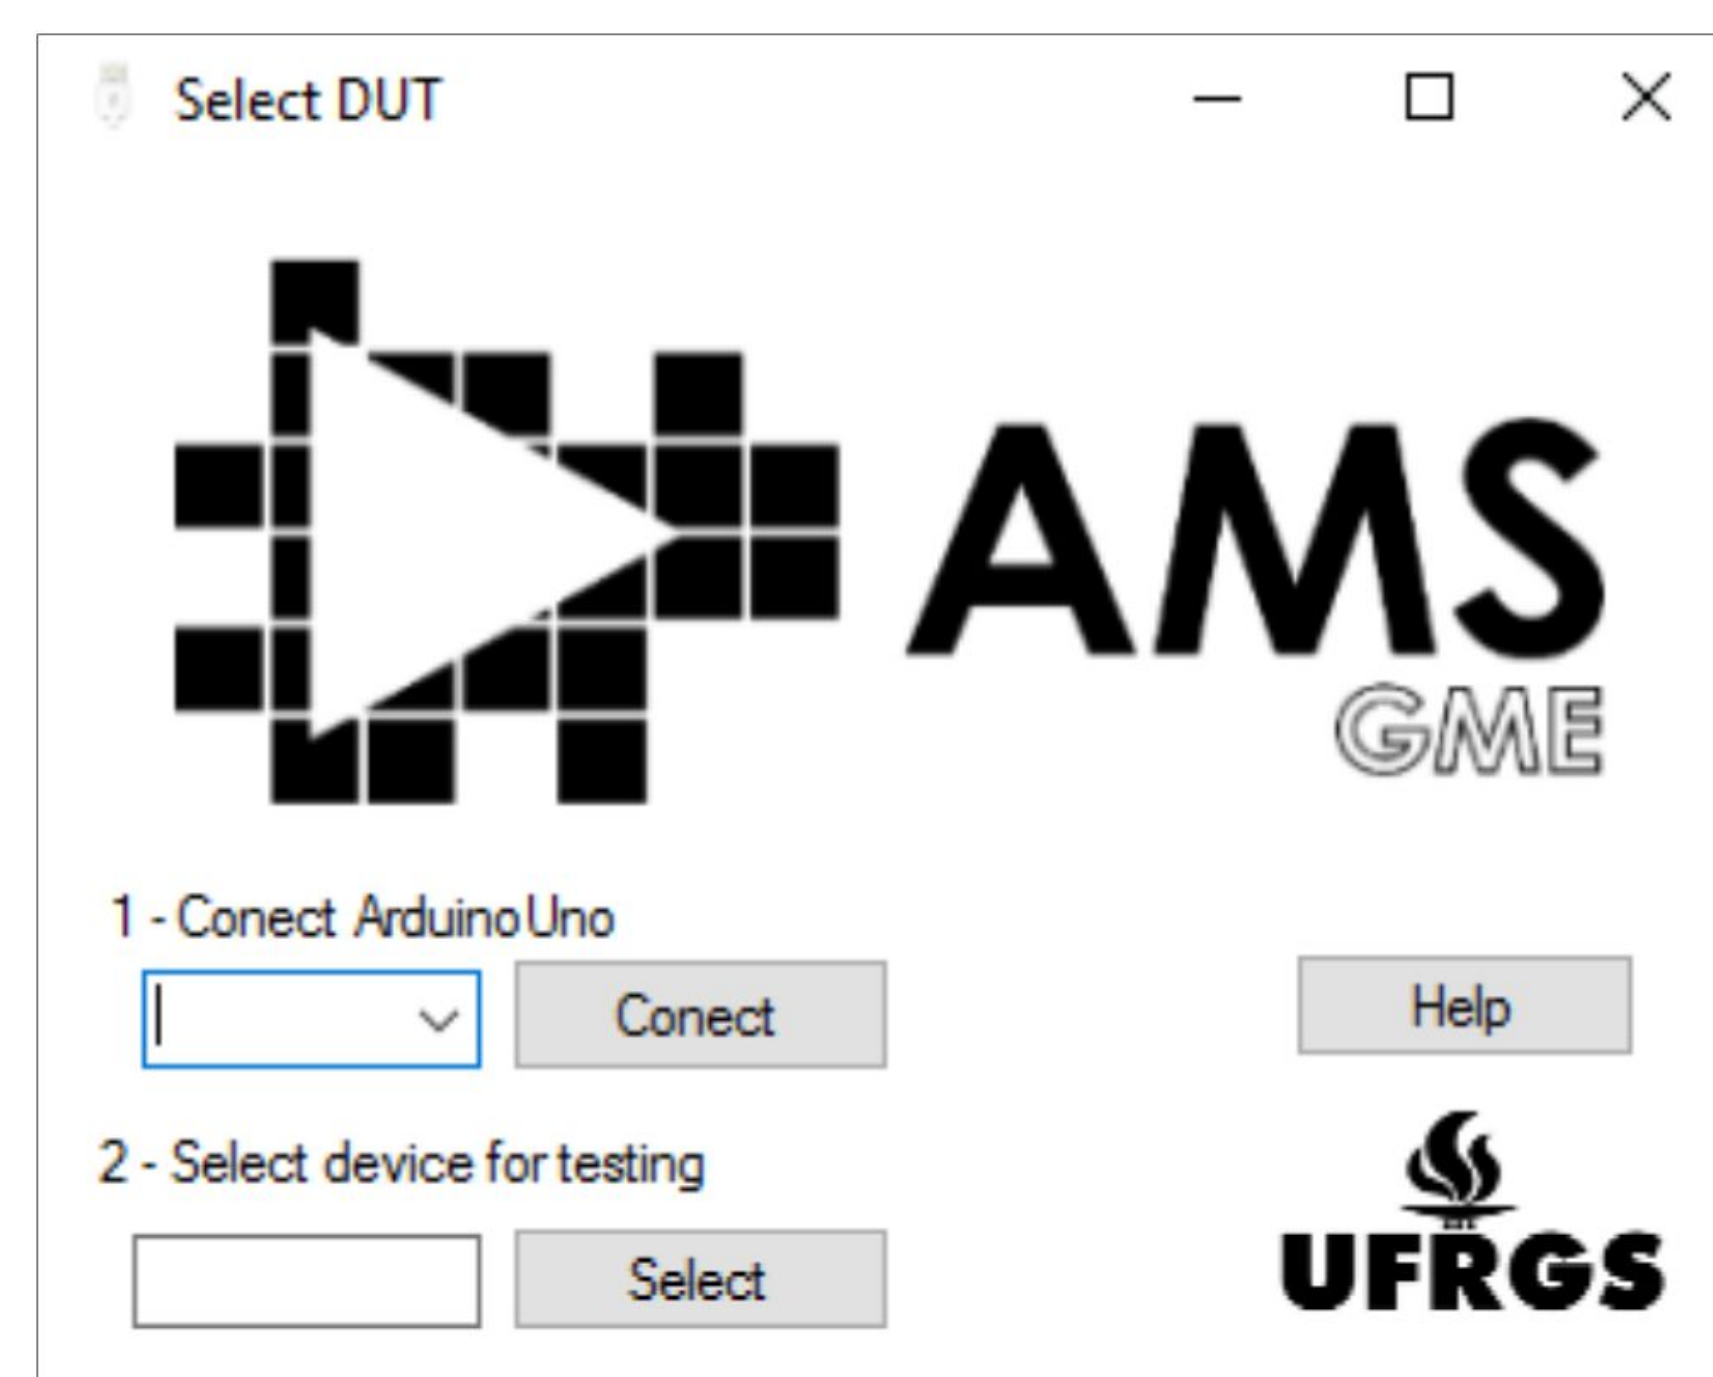 Select DUT
AMS
GME
1 - Conect Arduino Uno
Conect
Help
2 - Select device for testing
Select
UFRGS